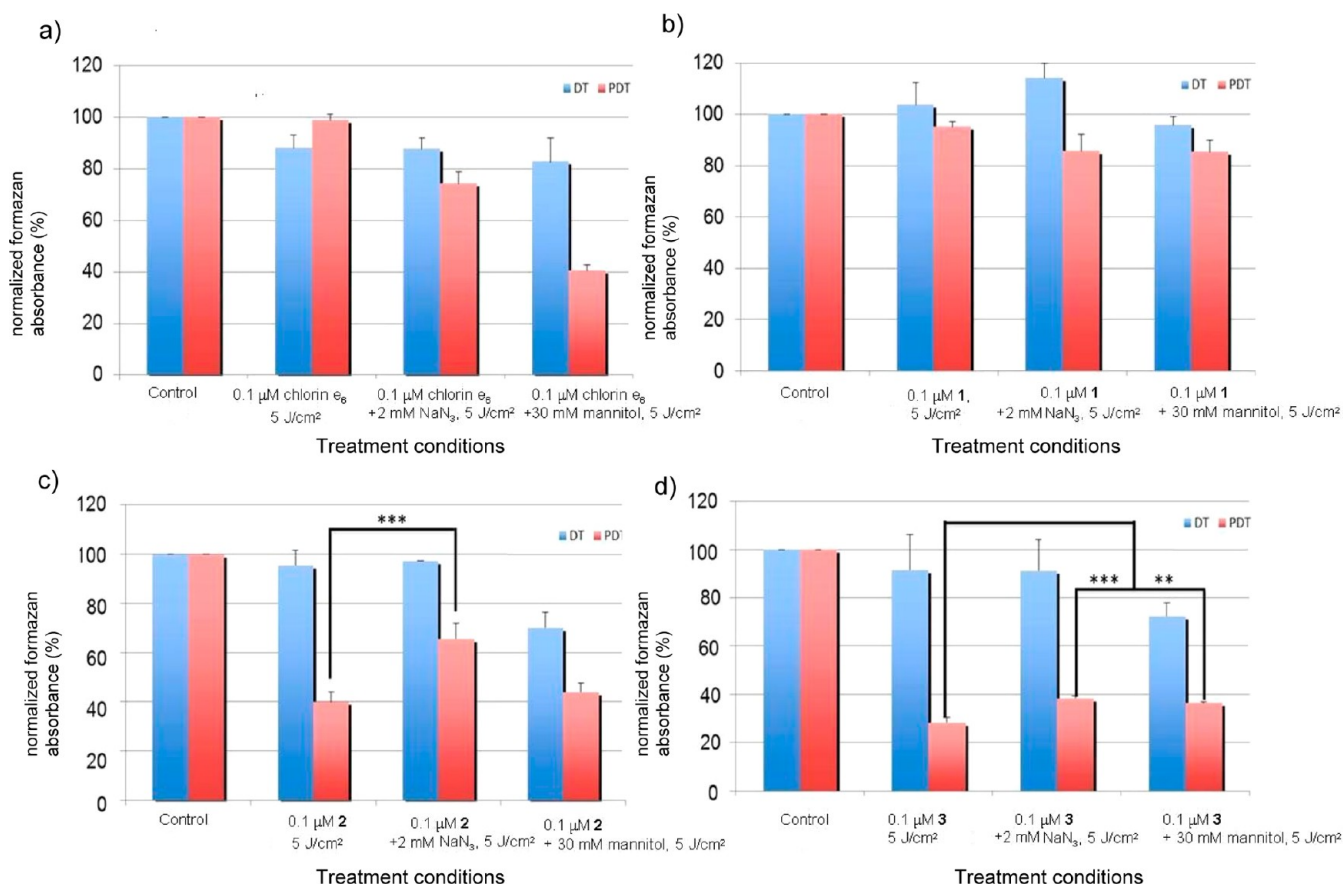 a)
normalized formazan
absorbance (%)
120
100
80
60
40
20
0
DT PDT
Control
0.1 µM chlorin e₆
5 J/cm²
0.1 µM chlorin e₆
+2 mM NaN₃, 5 J/cm²
0.1 µM chlorin e₆
+30 mM mannitol, 5 J/cm²
Treatment conditions
b)
normalized formazan
absorbance (%)
120
100
80
60
40
20
0
DT PDT
Control
0.1 µM 1,
5 J/cm²
0.1 µM 1
+2 mM NaN₃, 5 J/cm²
0.1 µM 1
+ 30 mM mannitol, 5 J/cm²
Treatment conditions
c)
normalized formazan
absorbance (%)
120
100
80
60
40
20
0
DT PD
***
Control
0.1 µM 2
5 J/cm²
0.1 µM 2
+2 mM NaN₃, 5 J/cm²
0.1 µM 2
+ 30 mM mannitol, 5 J/cm²
Treatment conditions
d)
normalized formazan
absorbance (%)
120
100
80
60
40
20
0
DT PDT
*** **
Control
0.1 µM 3
5 J/cm²
0.1 µM 3
+2 mM NaN₃, 5 J/cm²
0.1 µM 3
+ 30 mM mannitol, 5 J/cm²
Treatment conditions